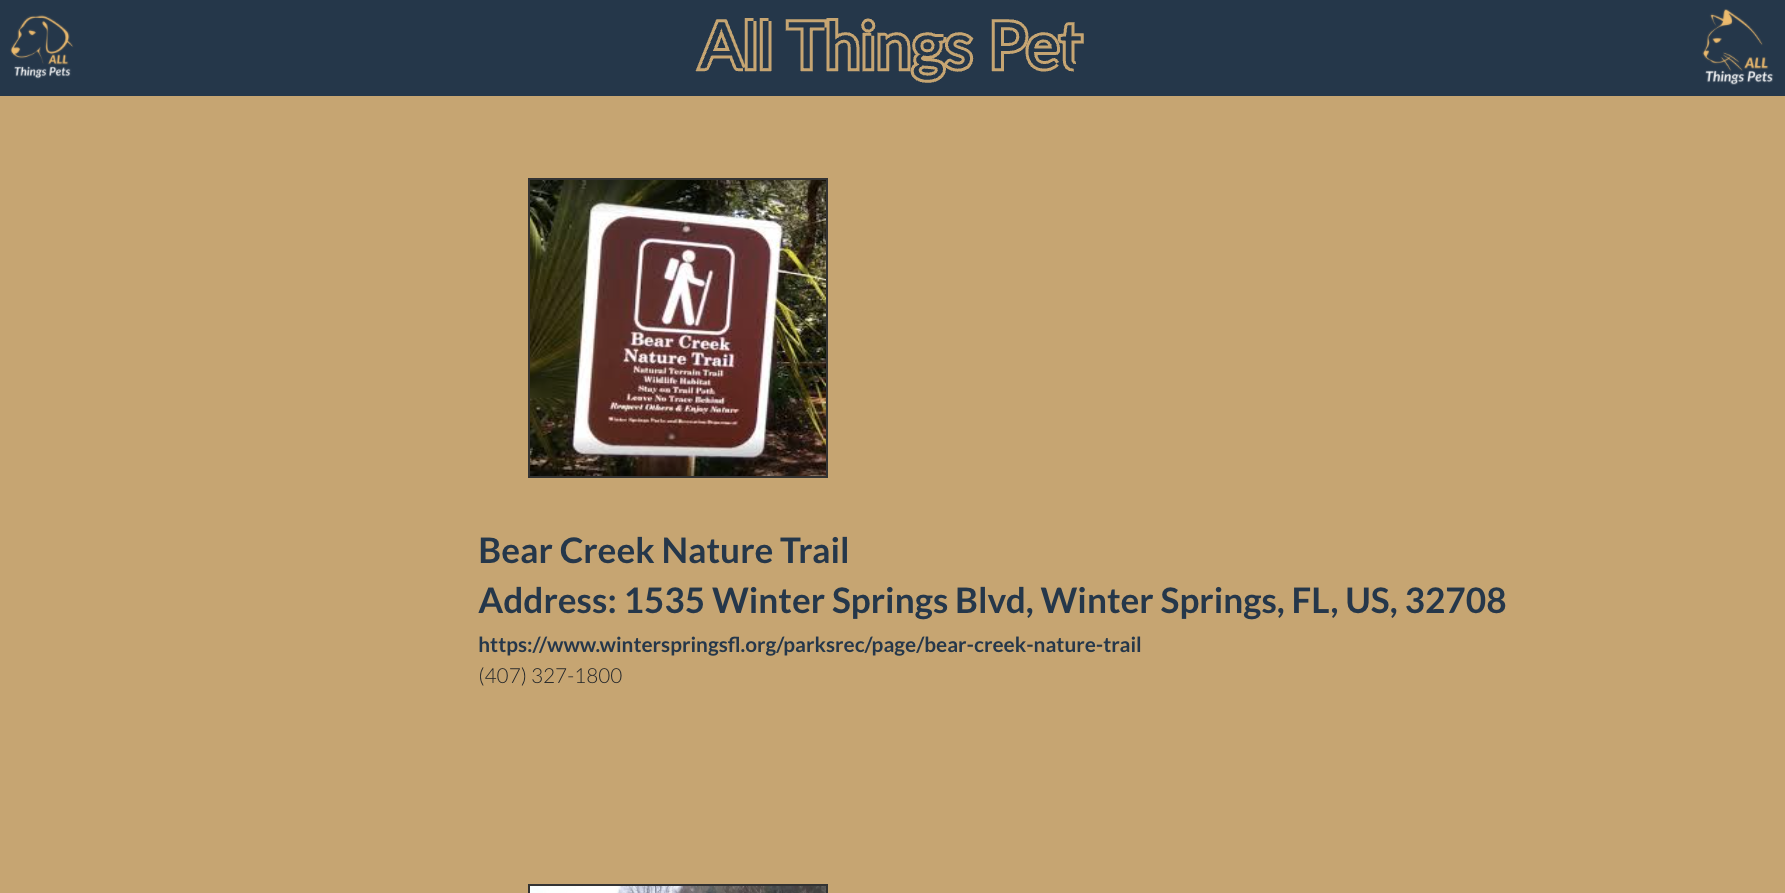 ALL
Things Pets
All Things Pet
ALL
Things Pets
Bear Creek
Nature Trail
Natural Terrain Trail
Wildlife Habitat
Stay on Trail Path
Leave No Trace Behind
Respect Others & Enjoy Nature
Winter Springs Parks and Recreation Department
Bear Creek Nature Trail
Address: 1535 Winter Springs Blvd, Winter Springs, FL, US, 32708
https://www.winterspringsfl.org/parksrec/page/bear-creek-nature-trail
(407) 327-1800